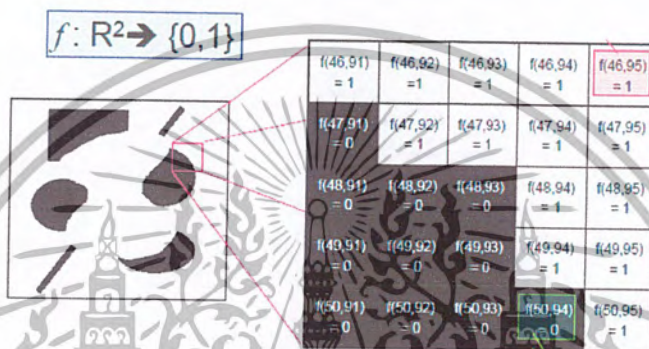 f : R²➔ {0,1}
f(46,91) f(46,92) f(46,93) f(46,94) f(46,95)
= 1 = 1 = 1 = 1 = 1
f(47,91) f(47,92) f(47,93) f(47,94) f(47,95)
= 0 = 1 = 1 = 1 = 1
f(48,91) f(48,92) f(48,93) f(48,94) f(48,95)
= 0 = 0 = 0 = 1 = 1
f(49,91) f(49,92) f(49,93) f(49,94) f(49,95)
= 0 = 0 = 0 = 1 = 1
f(50,91) f(50,92) f(50,93) f(50,94) f(50,95)
= 0 = 0 = 0 = 0 = 1